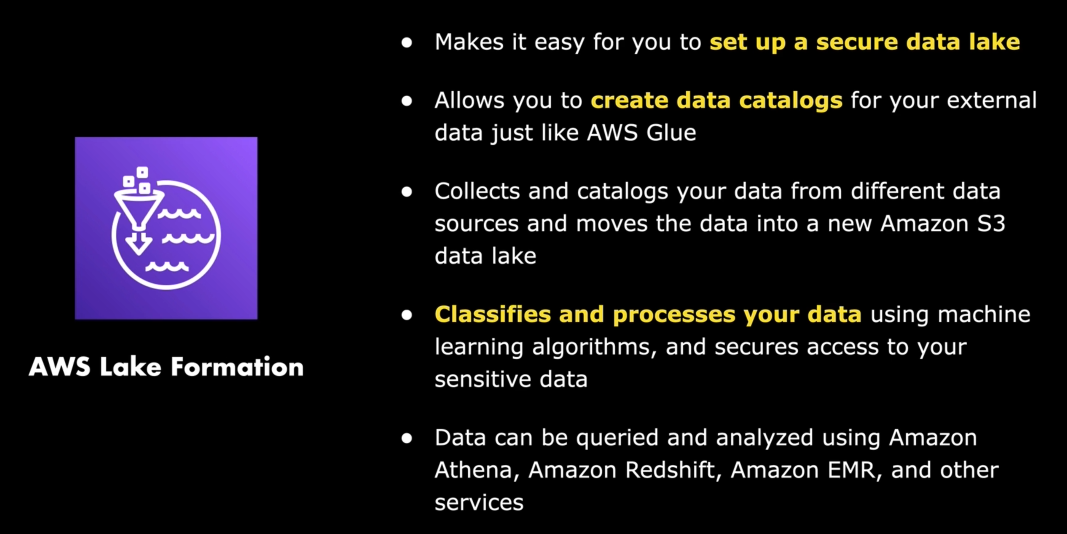 ● Makes it easy for you to set up a secure data lake
● Allows you to create data catalogs for your external
data just like AWS Glue
● Collects and catalogs your data from different data
sources and moves the data into a new Amazon S3
data lake
● Classifies and processes your data using machine
learning algorithms, and secures access to your
sensitive data
● Data can be queried and analyzed using Amazon
Athena, Amazon Redshift, Amazon EMR, and other
services
AWS Lake Formation